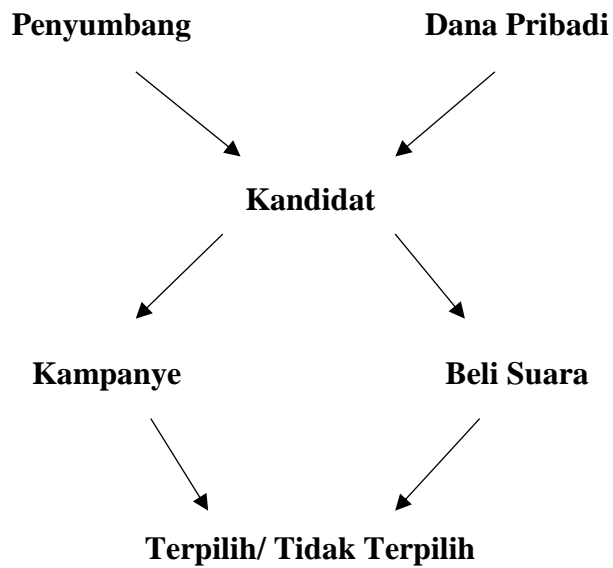 Penyumbang Dana Pribadi
Kandidat
Kampanye Beli Suara
Terpilih/ Tidak Terpilih